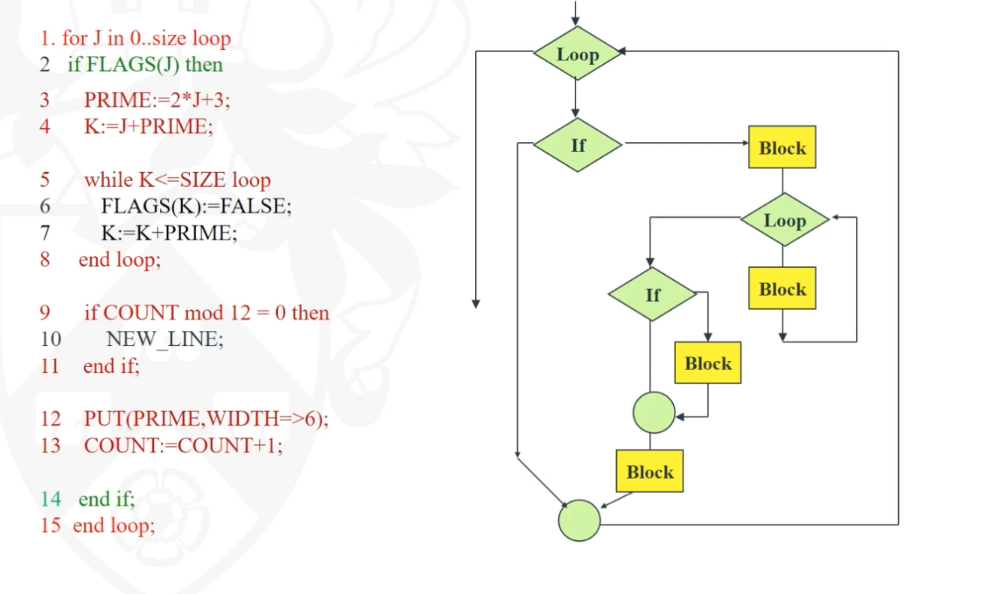 1. for J in 0..size loop
2 if FLAGS(J) then
3 PRIME:=2*J+3;
4 K:=J+PRIME;
5 while K<=SIZE loop
6 FLAGS(K):=FALSE;
7 K:=K+PRIME;
8 end loop;
9 if COUNT mod 12 = 0 then
10 NEW_LINE;
11 end if;
12 PUT(PRIME,WIDTH=>6);
13 COUNT:=COUNT+1;
14 end if;
15 end loop;
Loop
If
Block
Loop
Block
If
Block
Block